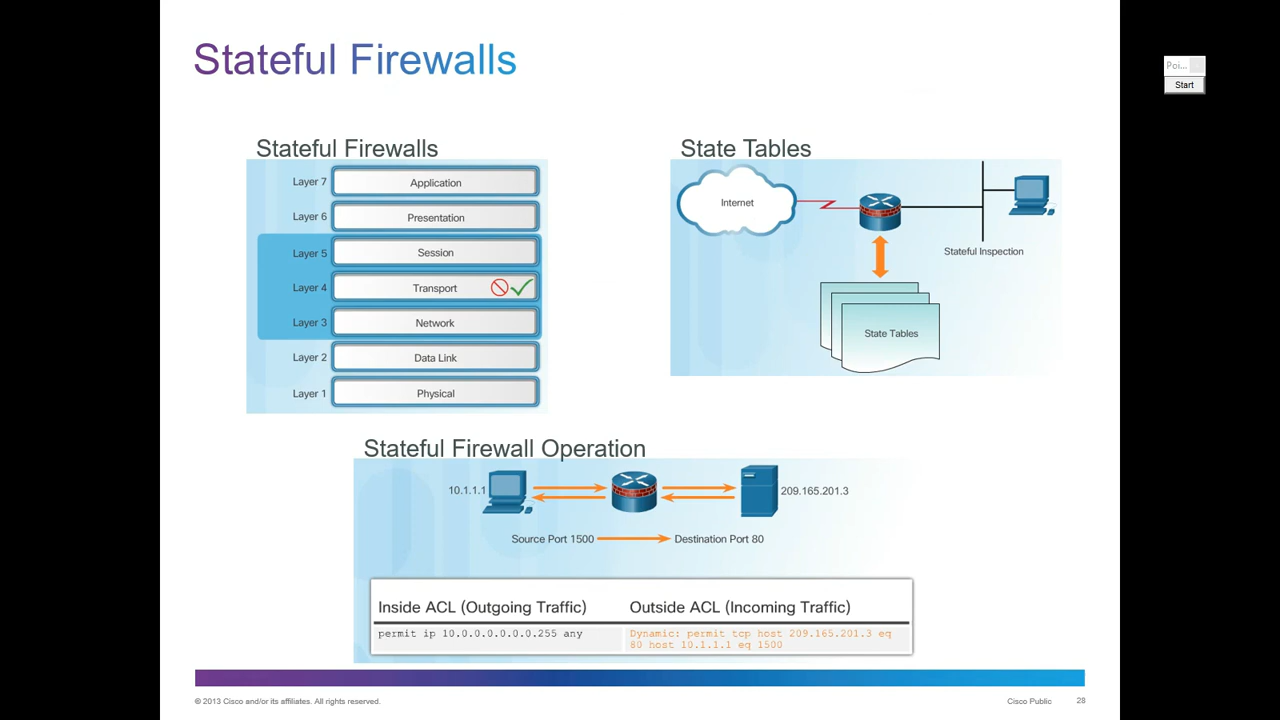 Stateful Firewalls
Poi...
Start
Stateful Firewalls
Layer 7 Application
Layer 6 Presentation
Layer 5 Session
Layer 4 Transport
Layer 3 Network
Layer 2 Data Link
Layer 1 Physical
State Tables
Internet
Stateful Inspection
State Tables
Stateful Firewall Operation
10.1.1.1
209.165.201.3
Source Port 1500
Destination Port 80
Inside ACL (Outgoing Traffic)
Outside ACL (Incoming Traffic)
permit ip 10.0.0.0.0.0.0.255 any
Dynamic: permit tcp host 209.165.201.3 eq
80 host 10.1.1.1 eq 1500
© 2013 Cisco and/or its affiliates. All rights reserved.
Cisco Public
28